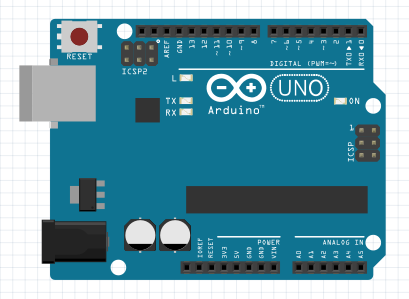 RESET
ICSP2
AREF
GND
13
12
~11
~10
~9
8
7
~6
~5
4
~3
2
TX0▶1
RX0◀0
DIGITAL (PWM=~)
L
TX
RX
Arduino™
UNO
ON
1
ICSP
IOREF
RESET
3V3
5V
GND
GND
VIN
POWER
A0
A1
A2
A3
A4
A5
ANALOG IN